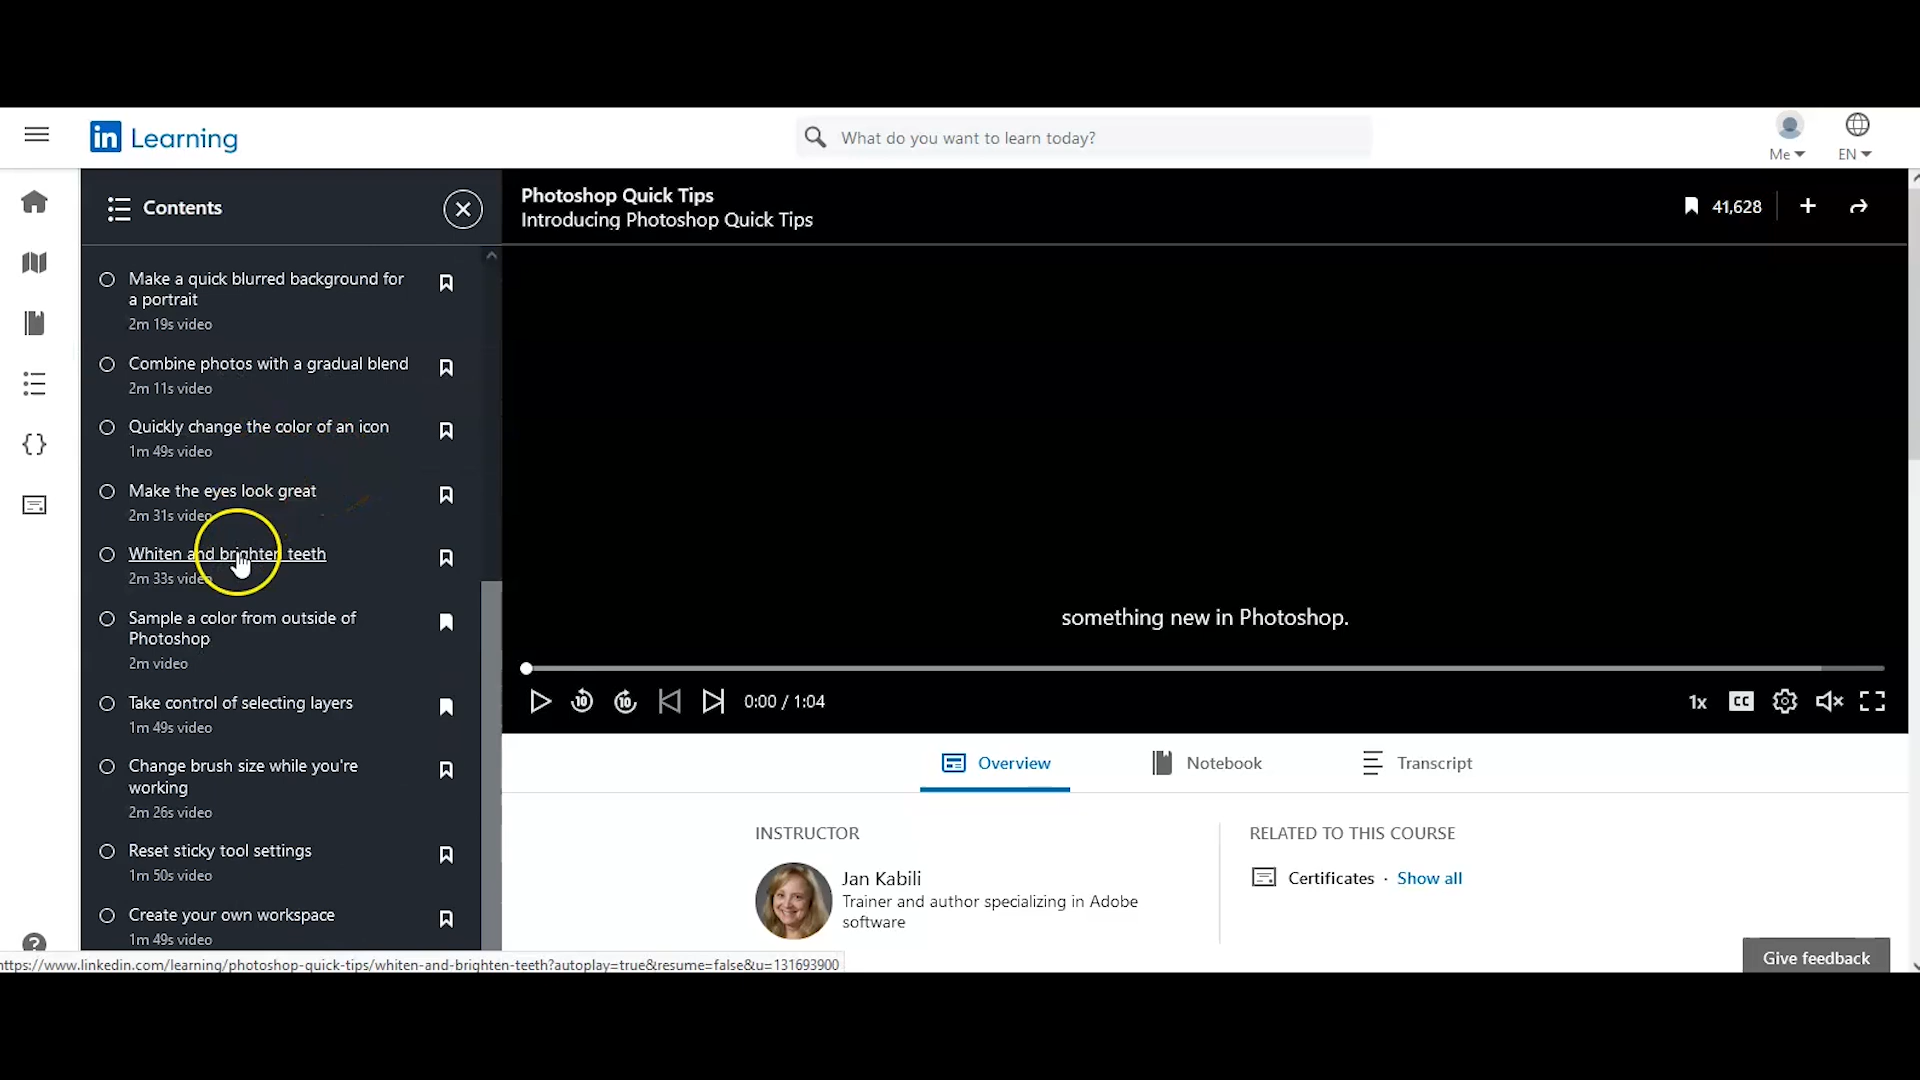 in Learning
What do you want to learn today?
Me
EN
Contents
Photoshop Quick Tips
Introducing Photoshop Quick Tips
41,628
Make a quick blurred background for
a portrait
2m 19s video
Combine photos with a gradual blend
2m 11s video
Quickly change the color of an icon
1m 49s video
Make the eyes look great
2m 31s video
Whiten and brighten teeth
2m 33s video
Sample a color from outside of
Photoshop
2m video
Take control of selecting layers
1m 49s video
Change brush size while you're
working
2m 26s video
Reset sticky tool settings
1m 50s video
Create your own workspace
1m 49s video
something new in Photoshop.
10
10
0:00 / 1:04
1x
CC
Overview
Notebook
Transcript
INSTRUCTOR
Jan Kabili
Trainer and author specializing in Adobe
software
RELATED TO THIS COURSE
Certificates · Show all
Give feedback
?
https://www.linkedin.com/learning/photoshop-quick-tips/whiten-and-brighten-teeth?autoplay=true&resume=false&u=131693900